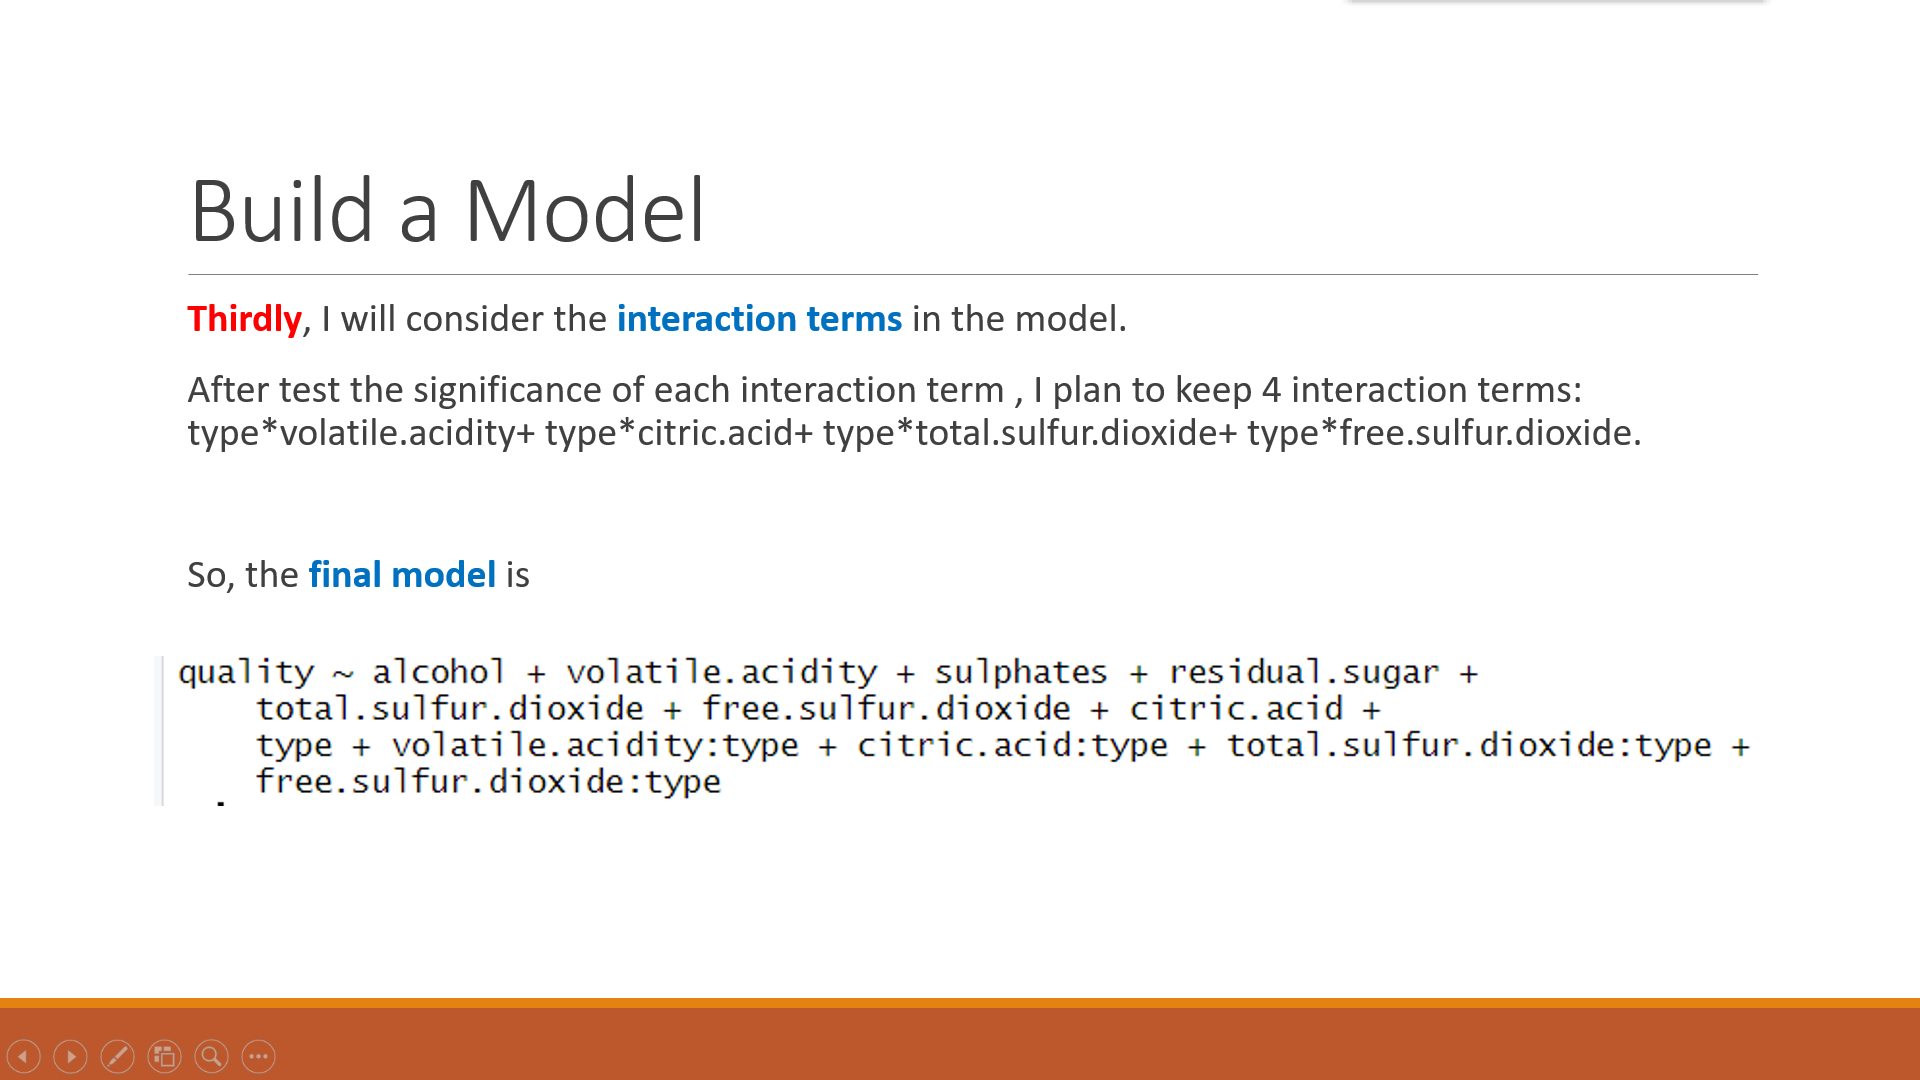 Build a Model
Thirdly, I will consider the interaction terms in the model.
After test the significance of each interaction term , I plan to keep 4 interaction terms:
type*volatile.acidity+ type*citric.acid+ type*total.sulfur.dioxide+ type*free.sulfur.dioxide.
So, the final model is
quality ~ alcohol + volatile.acidity + sulphates + residual.sugar +
total.sulfur.dioxide + free.sulfur.dioxide + citric.acid +
type + volatile.acidity:type + citric.acid:type + total.sulfur.dioxide:type +
free.sulfur.dioxide:type